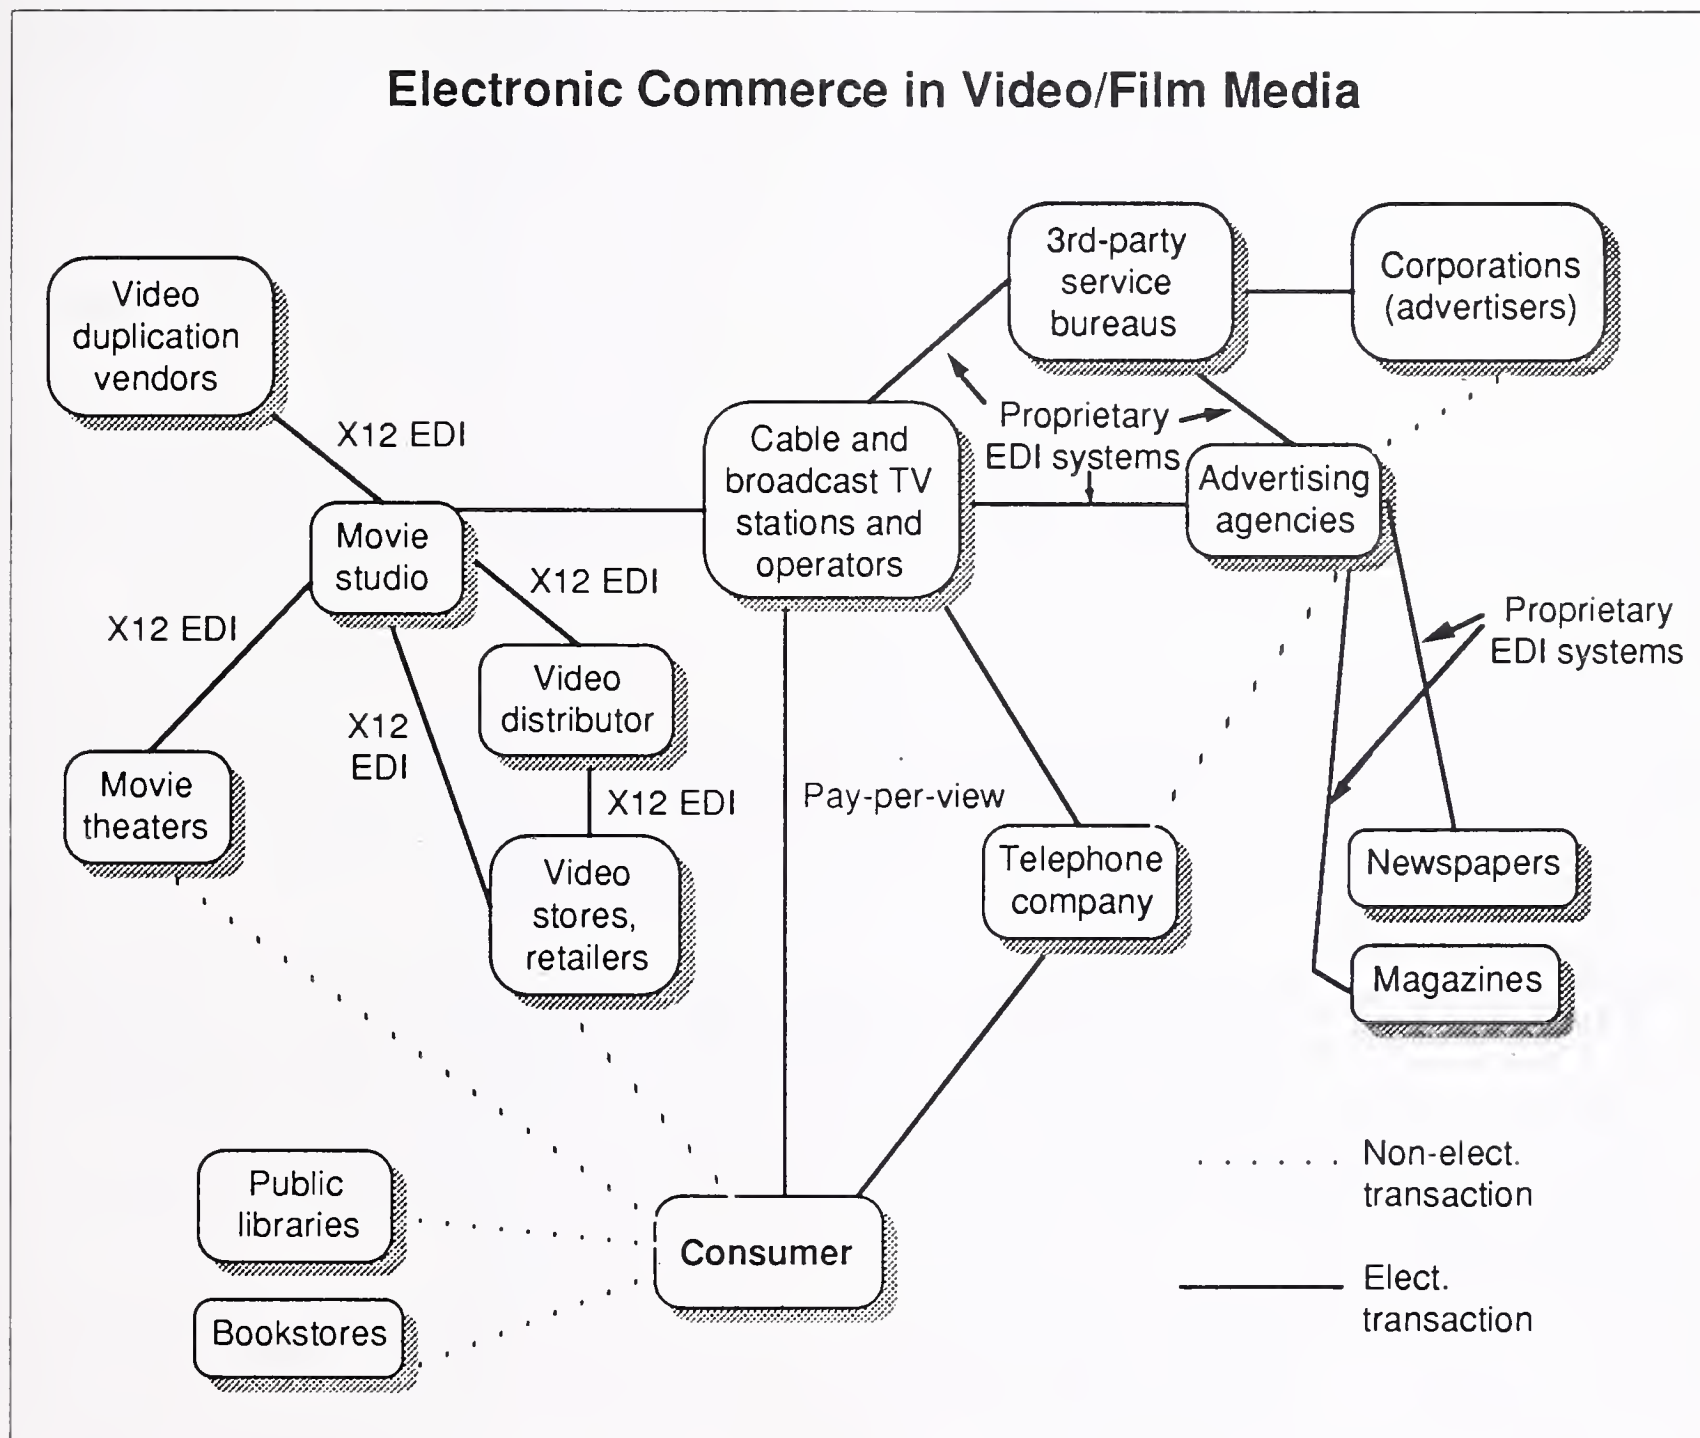 Electronic Commerce in Video/Film Media
3rd-party
service
bureaus
Corporations
(advertisers)
Video
duplication
vendors
X12 EDI
Proprietary
EDI systems
Cable and
broadcast TV
stations and
operators
Advertising
agencies
Movie
studio
X12 EDI
X12 EDI
Proprietary
EDI systems
Video
distributor
X12
EDI
Movie
theaters
X12 EDI
Pay-per-view
Video
stores,
retailers
Telephone
company
Newspapers
Magazines
Public
libraries
Bookstores
Consumer
Non-elect.
transaction
Elect.
transaction